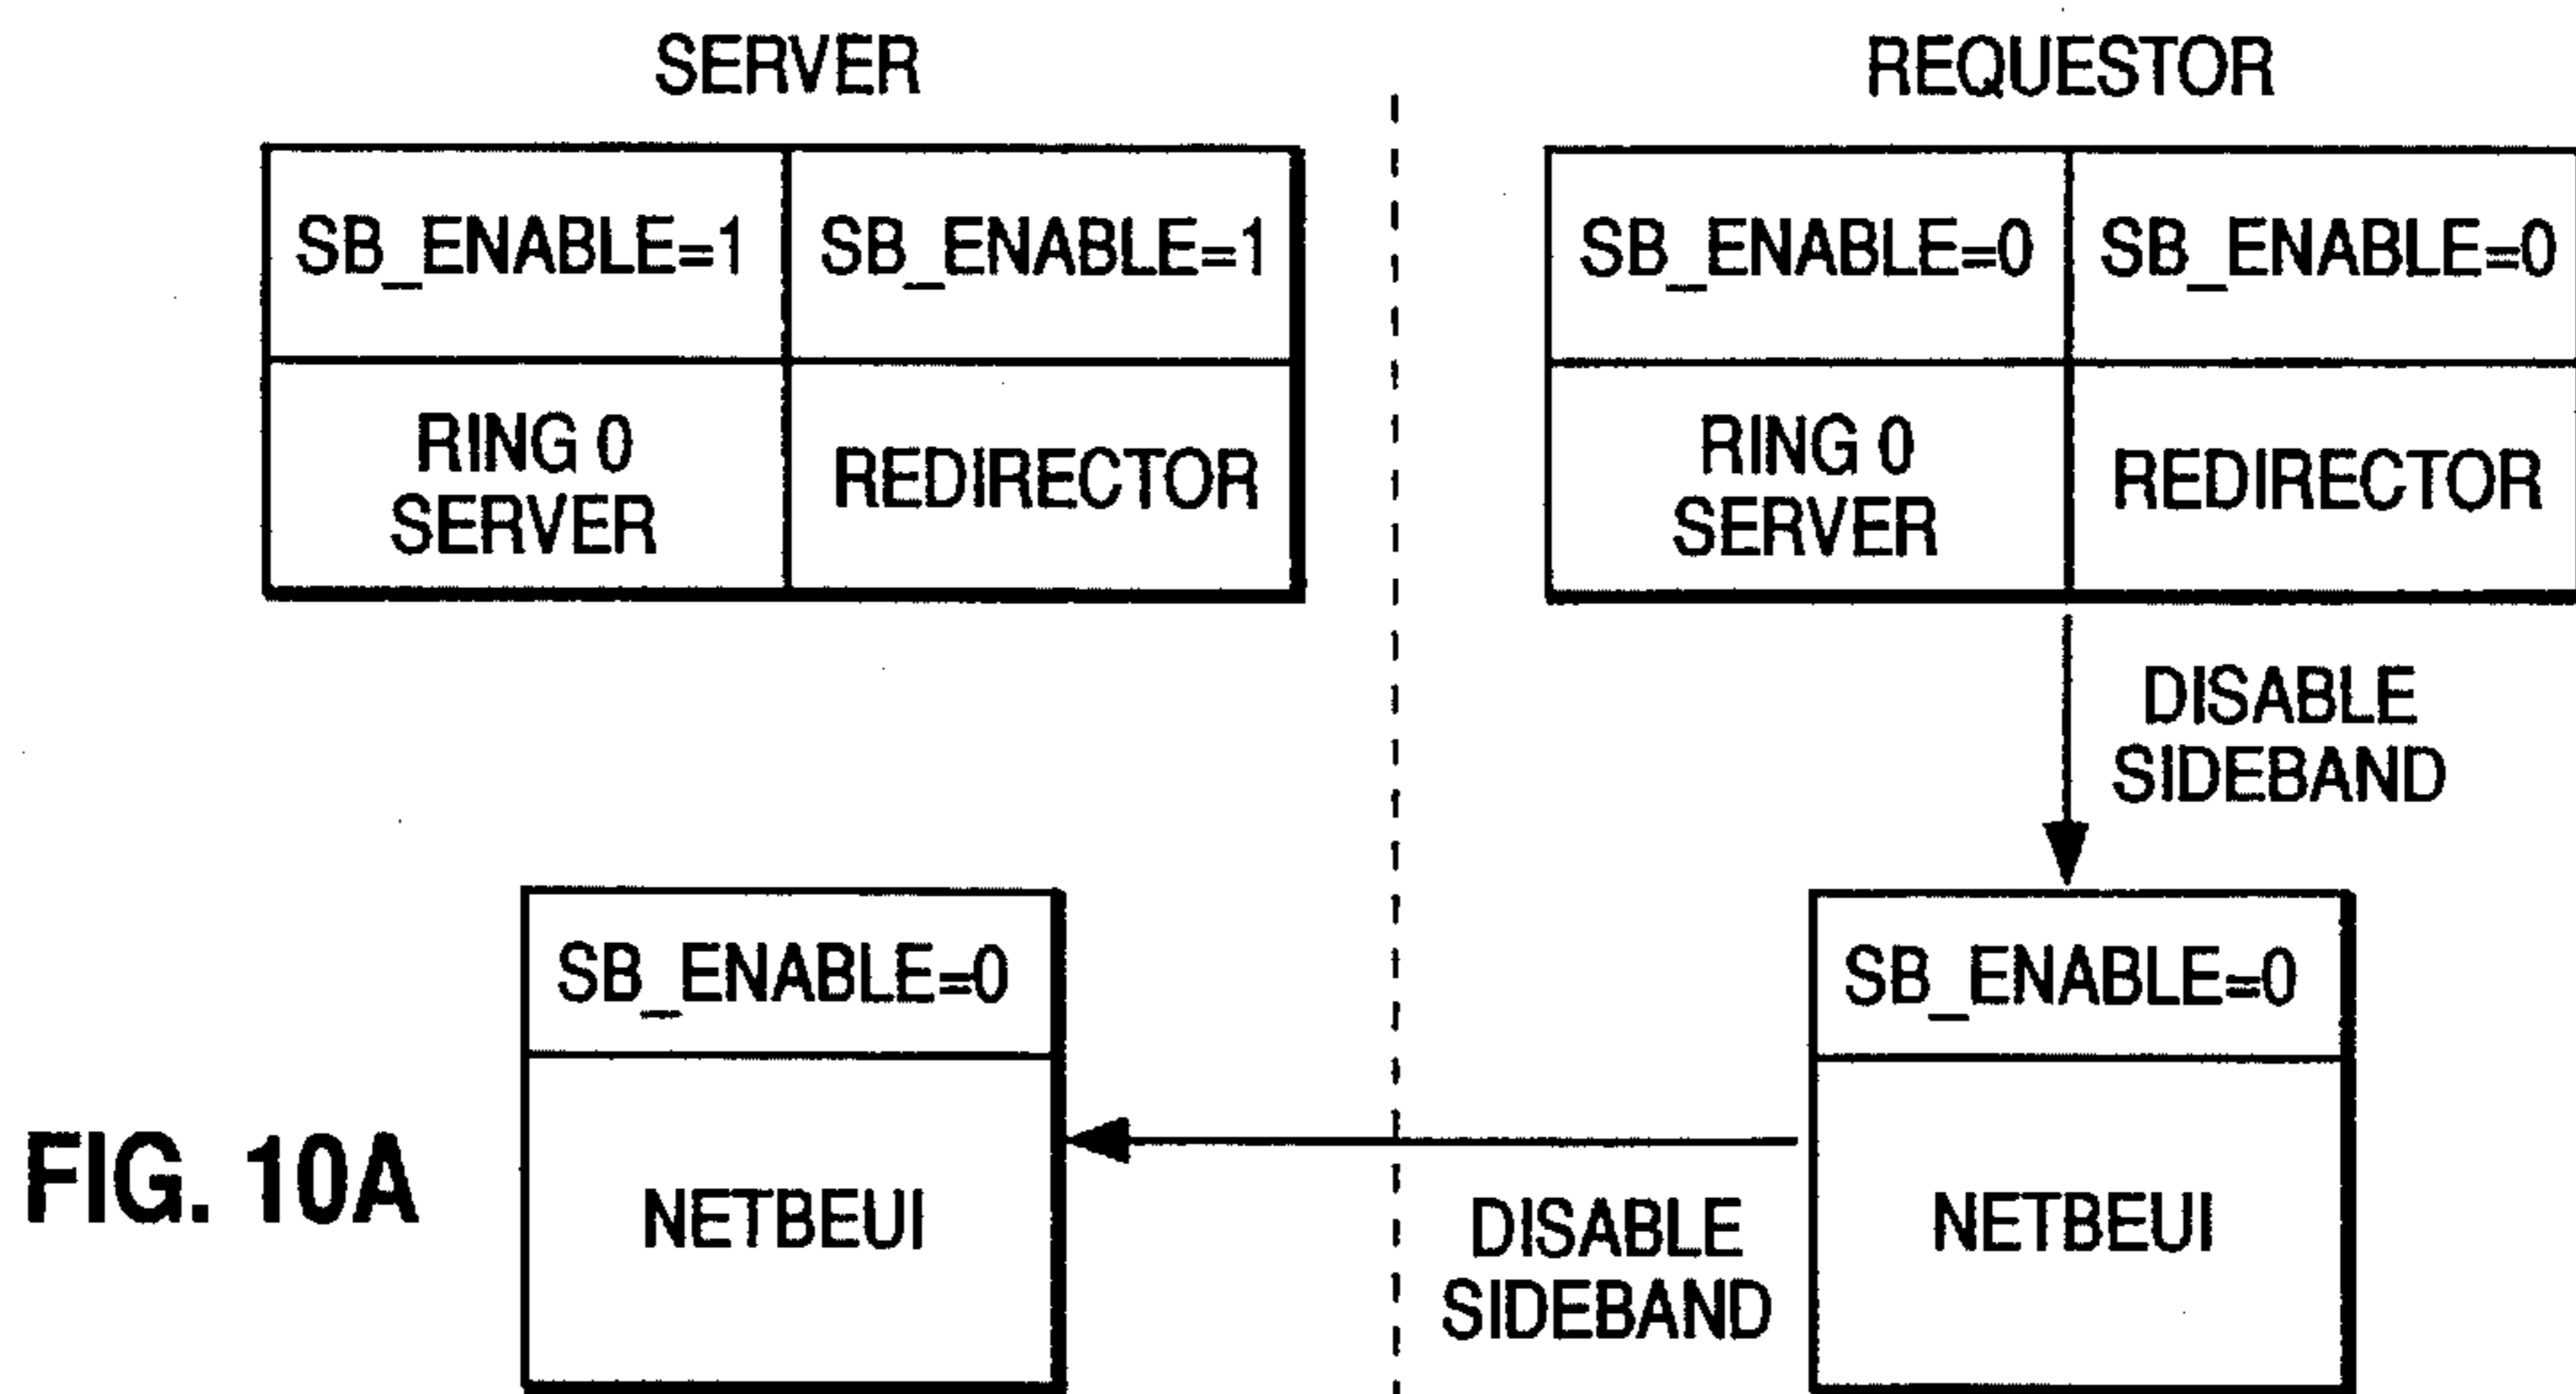 SERVER
REQUESTOR
SB_ENABLE=1
SB_ENABLE=1
SB_ENABLE=0
SB_ENABLE=0
RING 0
SERVER
REDIRECTOR
RING 0
SERVER
REDIRECTOR
DISABLE
SIDEBAND
SB_ENABLE=0
SB_ENABLE=0
NETBEUI
NETBEUI
DISABLE
SIDEBAND
FIG. 10A